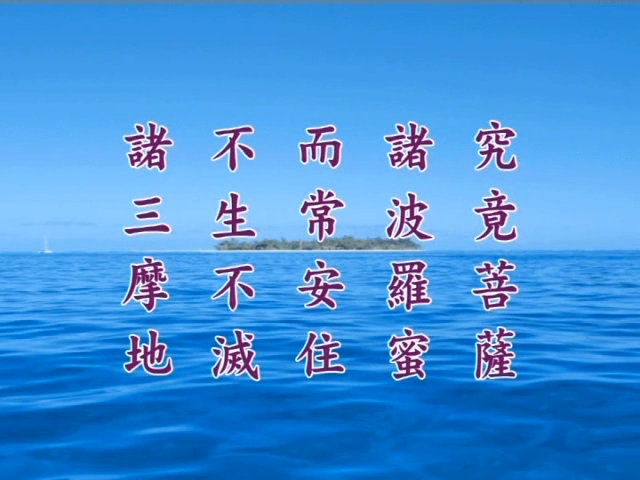 究竟菩薩
諸波羅蜜
而常安住
不生不滅
諸三摩地